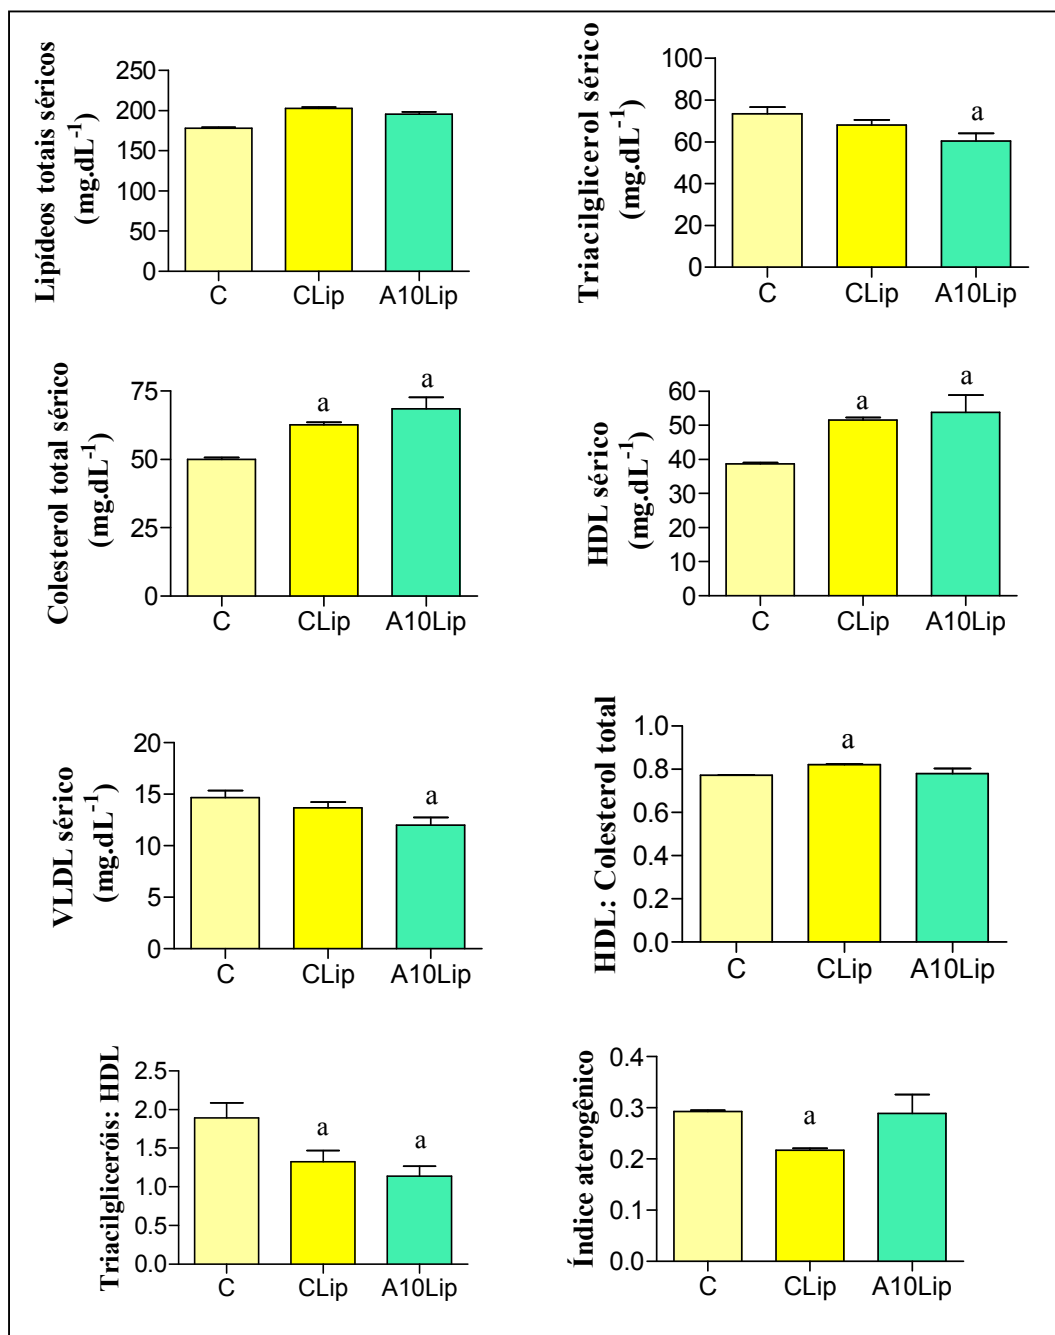 Lipídeos totais séricos
(mg.dL-1)
250
200
150
100
50
0
C CLip A10Lip
Triacilglicerol sérico
(mg.dL-1)
100
80
60
40
20
0
a
C CLip A10Lip
Colesterol total sérico
(mg.dL-1)
75
50
25
0
a
a
C CLip A10Lip
HDL sérico
(mg.dL-1)
60
50
40
30
20
10
0
a
a
C CLip A10Lip
VLDL sérico
(mg.dL-1)
20
15
10
5
0
a
C CLip A10Lip
HDL: Colesterol total
1.0
0.8
0.6
0.4
0.2
0.0
a
C CLip A10Lip
Triacilgliceróis: HDL
2.5
2.0
1.5
1.0
0.5
0.0
a
a
C CLip A10Lip
Índice aterogênico
0.4
0.3
0.2
0.1
0.0
a
C CLip A10Lip